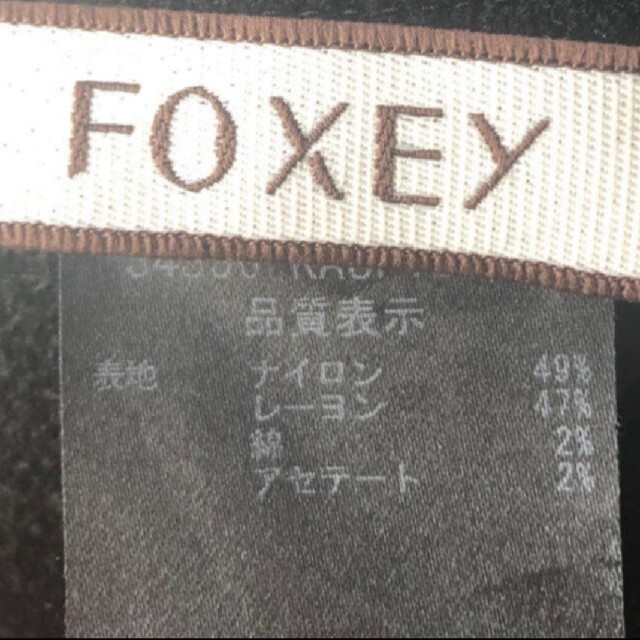 FOXEY
品質表示
表地 ナイロン 49%
レーヨン 47%
綿 2%
アセテート 2%